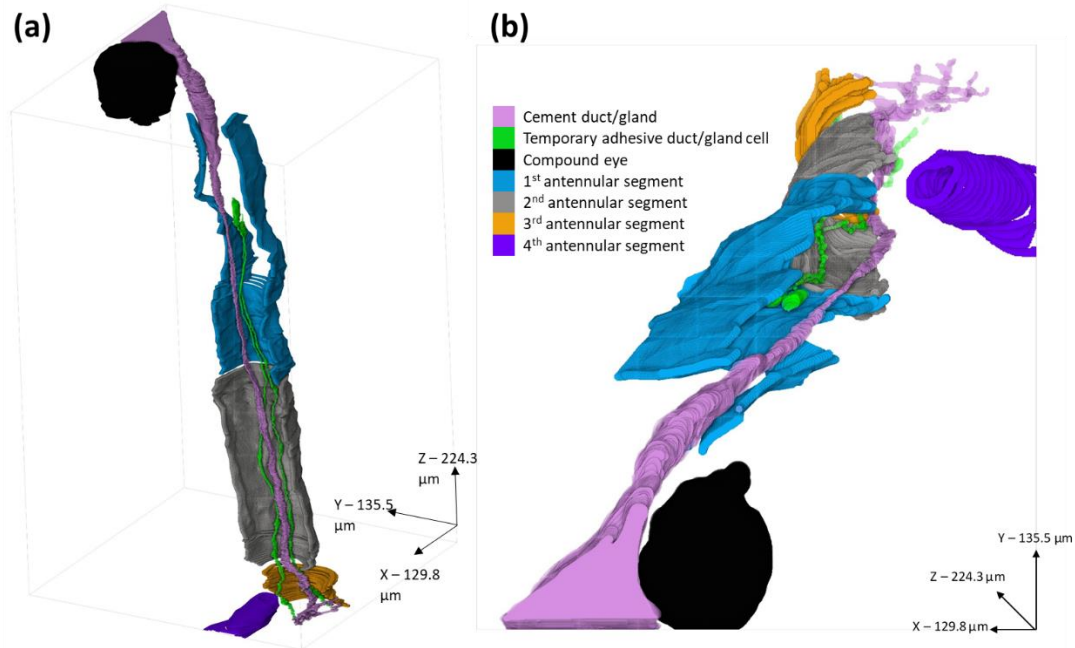 (a)
(b)
Cement duct/gland
Temporary adhesive duct/gland cell
Compound eye
1st antennular segment
2nd antennular segment
3rd antennular segment
4th antennular segment
Z – 224.3
μm
Y – 135.5
μm
X – 129.8
μm
Y – 135.5 μm
Z – 224.3 μm
X – 129.8 μm